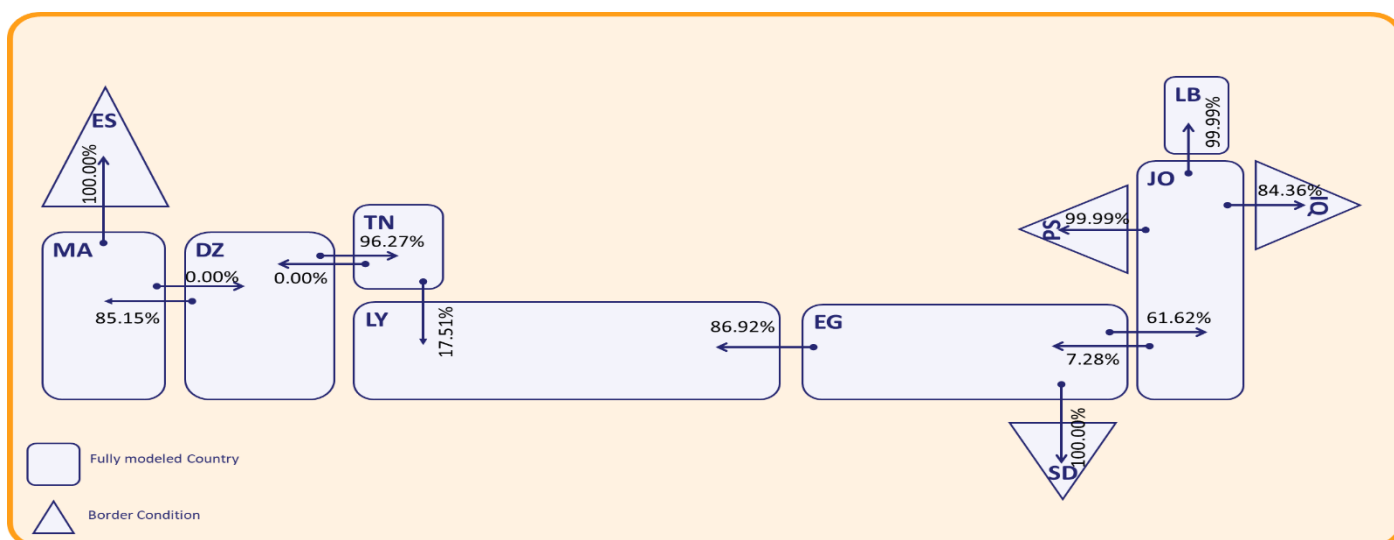 LB
99.99%
ES
100.00%
JO
84.36%
IQ
PS
99.99%
TN
96.27%
MA
DZ
0.00%
0.00%
85.15%
LY
17.51%
86.92%
EG
61.62%
7.28%
100.00%
SD
Fully modeled Country
Border Condition